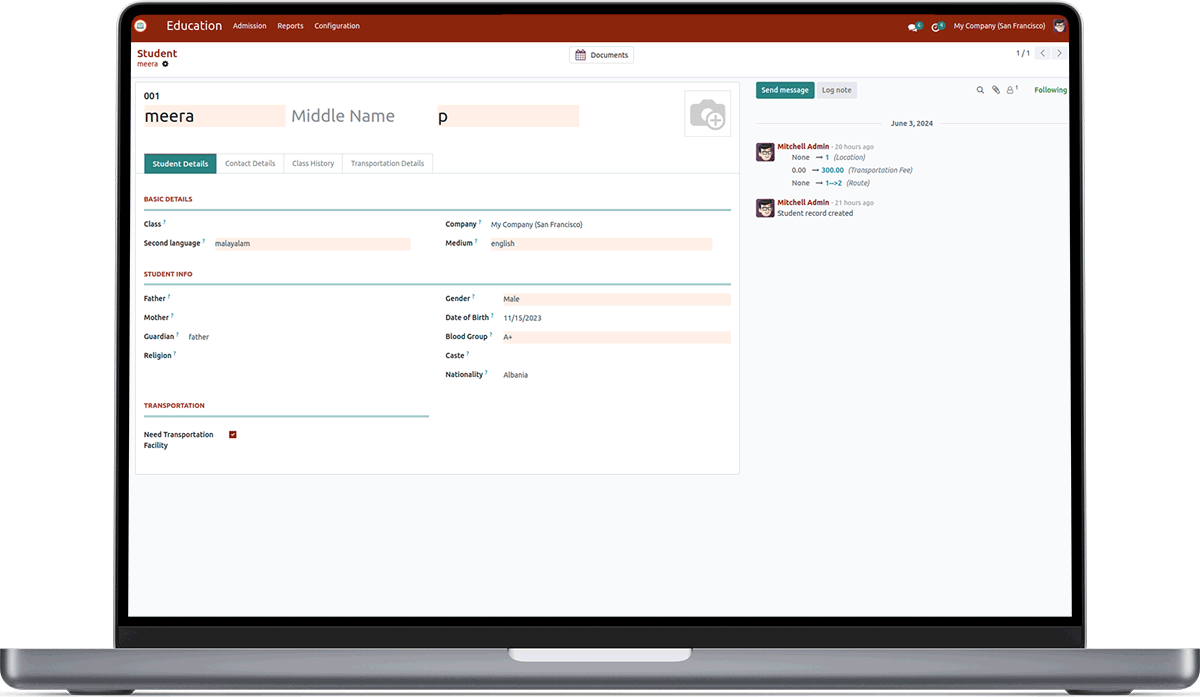 Education Admission Reports Configuration 6 4 My Company (San Francisco)
Student
meera
Documents
1 / 1
001
meera Middle Name p
Student Details Contact Details Class History Transportation Details
BASIC DETAILS
Class ?
Company ? My Company (San Francisco)
Second language ? malayalam
Medium ? english
STUDENT INFO
Father ?
Gender ? Male
Mother ?
Date of Birth ? 11/15/2023
Guardian ? father
Blood Group ? A+
Religion ?
Caste ?
Nationality ? Albania
TRANSPORTATION
Need Transportation
Facility
Send message Log note 1 Following
June 3, 2024
Mitchell Admin - 20 hours ago
None → 1 (Location)
0.00 → 300.00 (Transportation Fee)
None → 1-->2 (Route)
Mitchell Admin - 21 hours ago
Student record created